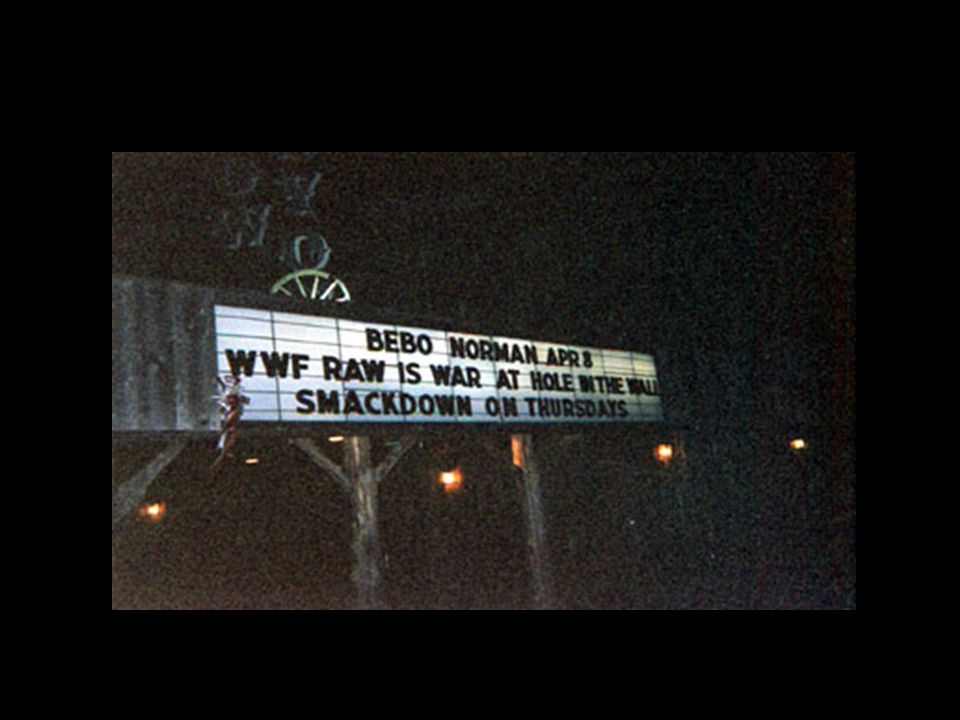 BEBO NORMAN APR 8
WWF RAW IS WAR AT HOLE IN THE WALL
SMACKDOWN ON THURSDAYS